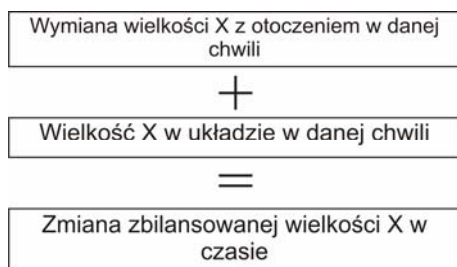 Wymiana wielkości X z otoczeniem w danej
chwili
+
Wielkość X w układzie w danej chwili
=
Zmiana zbilansowanej wielkości X w
czasie